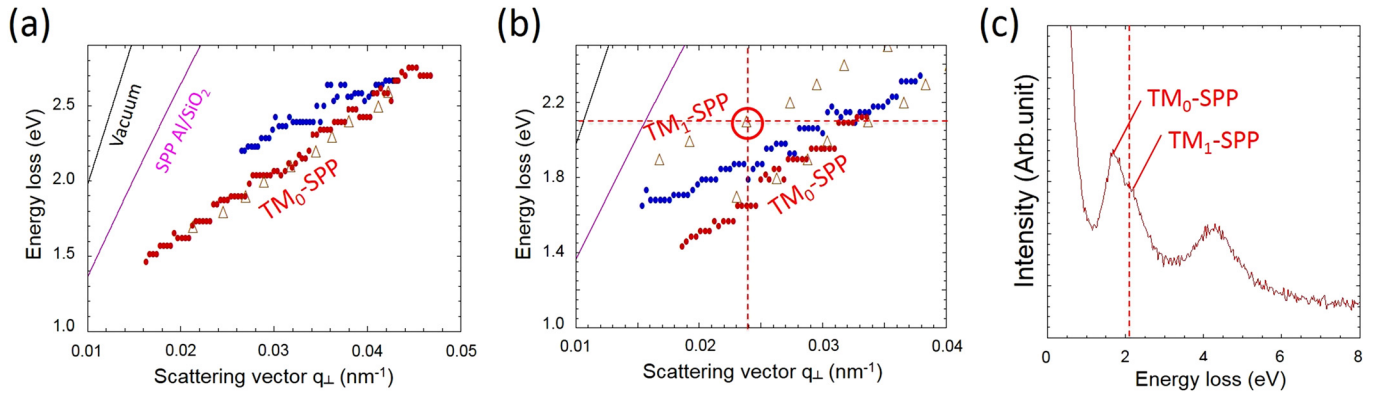 (a)
2.5
2.0
1.5
1.0
Energy loss (eV)
Vacuum
SPP Al/SiO₂
TM₀-SPP
0.01
0.02
0.03
0.04
0.05
Scattering vector q⊥ (nm⁻¹)
(b)
2.2
1.8
1.4
1.0
Energy loss (eV)
TM₁-SPP
TM₀-SPP
0.01
0.02
0.03
0.04
Scattering vector q⊥ (nm⁻¹)
(c)
Intensity (Arb.unit)
TM₀-SPP
TM₁-SPP
0
2
4
6
8
Energy loss (eV)